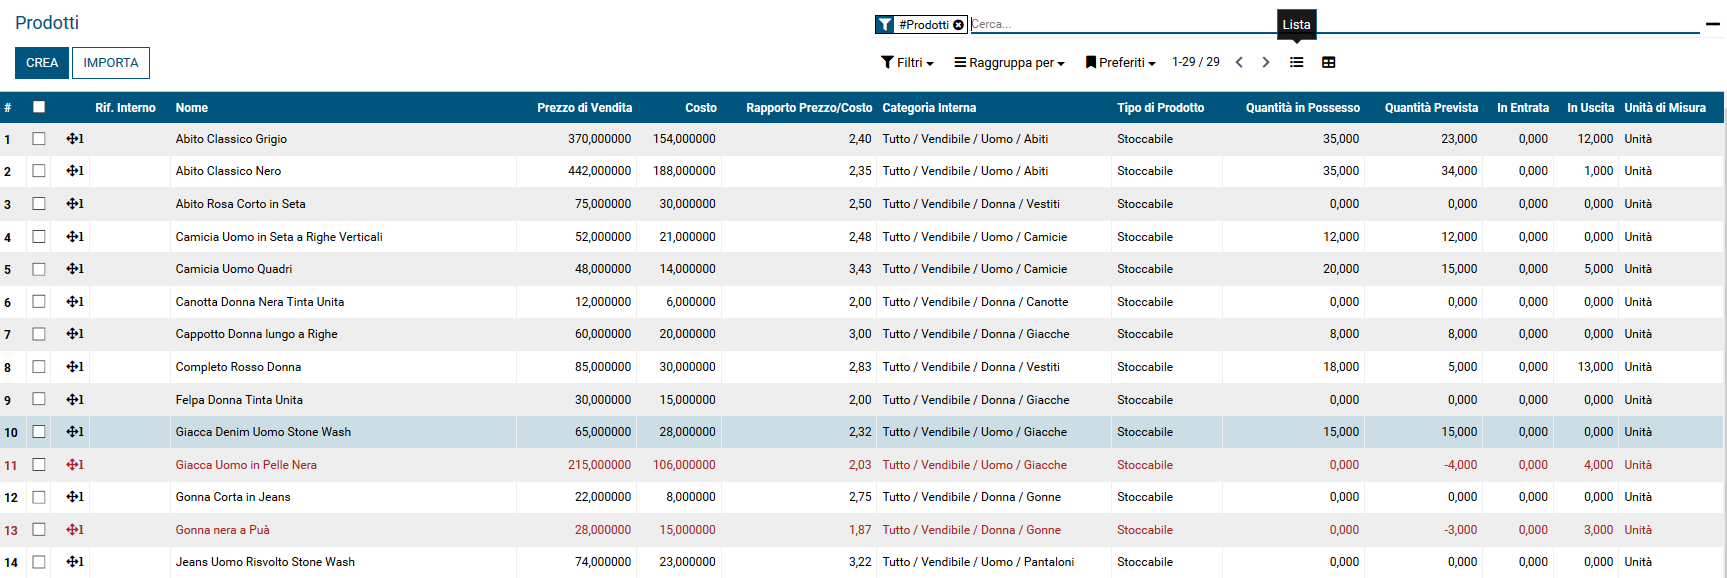 Prodotti
#Prodotti Cerca... Lista
CREA IMPORTA
Filtri Raggruppa per Preferiti 1-29 / 29
# Rif. Interno Nome Prezzo di Vendita Costo Rapporto Prezzo/Costo Categoria Interna Tipo di Prodotto Quantità in Possesso Quantità Prevista In Entrata In Uscita Unità di Misura
1 1 Abito Classico Grigio 370,000000 154,000000 2,40 Tutto / Vendibile / Uomo / Abiti Stoccabile 35,000 23,000 0,000 12,000 Unità
2 1 Abito Classico Nero 442,000000 188,000000 2,35 Tutto / Vendibile / Uomo / Abiti Stoccabile 35,000 34,000 0,000 1,000 Unità
3 1 Abito Rosa Corto in Seta 75,000000 30,000000 2,50 Tutto / Vendibile / Donna / Vestiti Stoccabile 0,000 0,000 0,000 0,000 Unità
4 1 Camicia Uomo in Seta a Righe Verticali 52,000000 21,000000 2,48 Tutto / Vendibile / Uomo / Camicie Stoccabile 12,000 12,000 0,000 0,000 Unità
5 1 Camicia Uomo Quadri 48,000000 14,000000 3,43 Tutto / Vendibile / Uomo / Camicie Stoccabile 20,000 15,000 0,000 5,000 Unità
6 1 Canotta Donna Nera Tinta Unita 12,000000 6,000000 2,00 Tutto / Vendibile / Donna / Canotte Stoccabile 0,000 0,000 0,000 0,000 Unità
7 1 Cappotto Donna lungo a Righe 60,000000 20,000000 3,00 Tutto / Vendibile / Donna / Giacche Stoccabile 8,000 8,000 0,000 0,000 Unità
8 1 Completo Rosso Donna 85,000000 30,000000 2,83 Tutto / Vendibile / Donna / Vestiti Stoccabile 18,000 5,000 0,000 13,000 Unità
9 1 Felpa Donna Tinta Unita 30,000000 15,000000 2,00 Tutto / Vendibile / Donna / Giacche Stoccabile 0,000 0,000 0,000 0,000 Unità
10 1 Giacca Denim Uomo Stone Wash 65,000000 28,000000 2,32 Tutto / Vendibile / Uomo / Giacche Stoccabile 15,000 15,000 0,000 0,000 Unità
11 1 Giacca Uomo in Pelle Nera 215,000000 106,000000 2,03 Tutto / Vendibile / Uomo / Giacche Stoccabile 0,000 -4,000 0,000 4,000 Unità
12 1 Gonna Corta in Jeans 22,000000 8,000000 2,75 Tutto / Vendibile / Donna / Gonne Stoccabile 0,000 0,000 0,000 0,000 Unità
13 1 Gonna nera a Puà 28,000000 15,000000 1,87 Tutto / Vendibile / Donna / Gonne Stoccabile 0,000 -3,000 0,000 3,000 Unità
14 1 Jeans Uomo Risvolto Stone Wash 74,000000 23,000000 3,22 Tutto / Vendibile / Uomo / Pantaloni Stoccabile 0,000 0,000 0,000 0,000 Unità